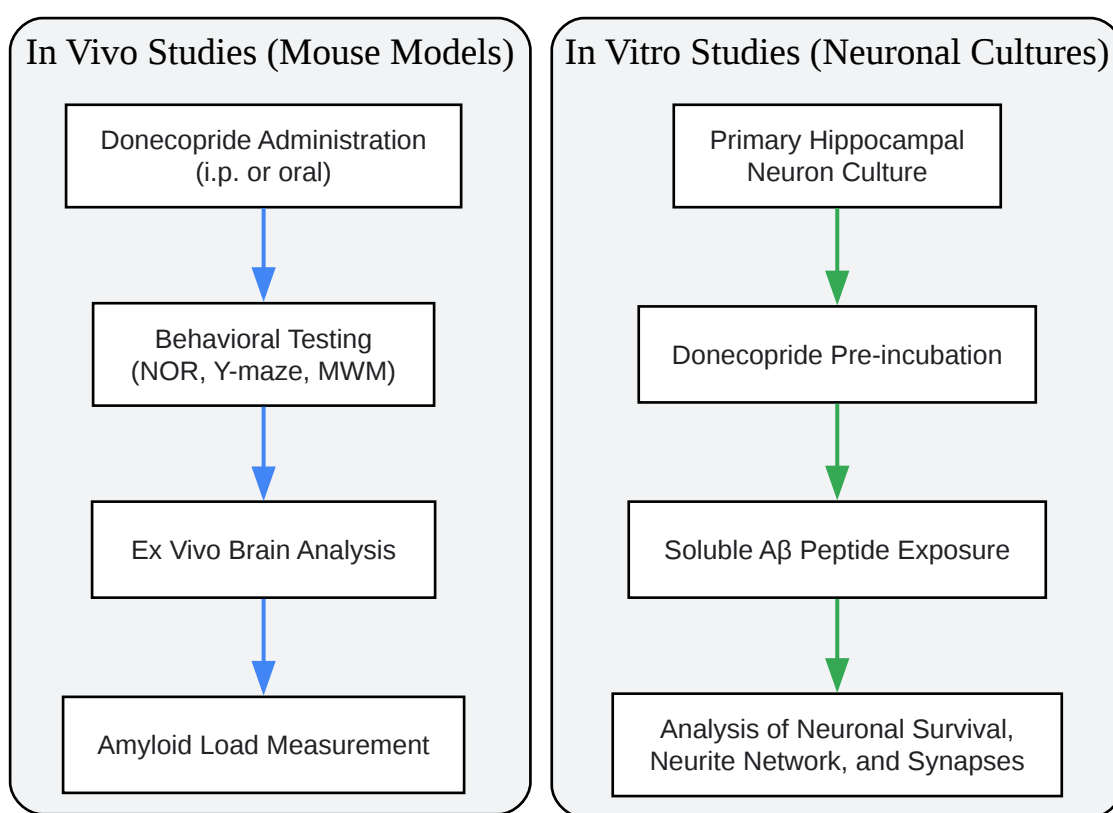 In Vivo Studies (Mouse Models)
Donecopride Administration
(i.p. or oral)
Behavioral Testing
(NOR, Y-maze, MWM)
Ex Vivo Brain Analysis
Amyloid Load Measurement
In Vitro Studies (Neuronal Cultures)
Primary Hippocampal
Neuron Culture
Donecopride Pre-incubation
Soluble Aβ Peptide Exposure
Analysis of Neuronal Survival,
Neurite Network, and Synapses